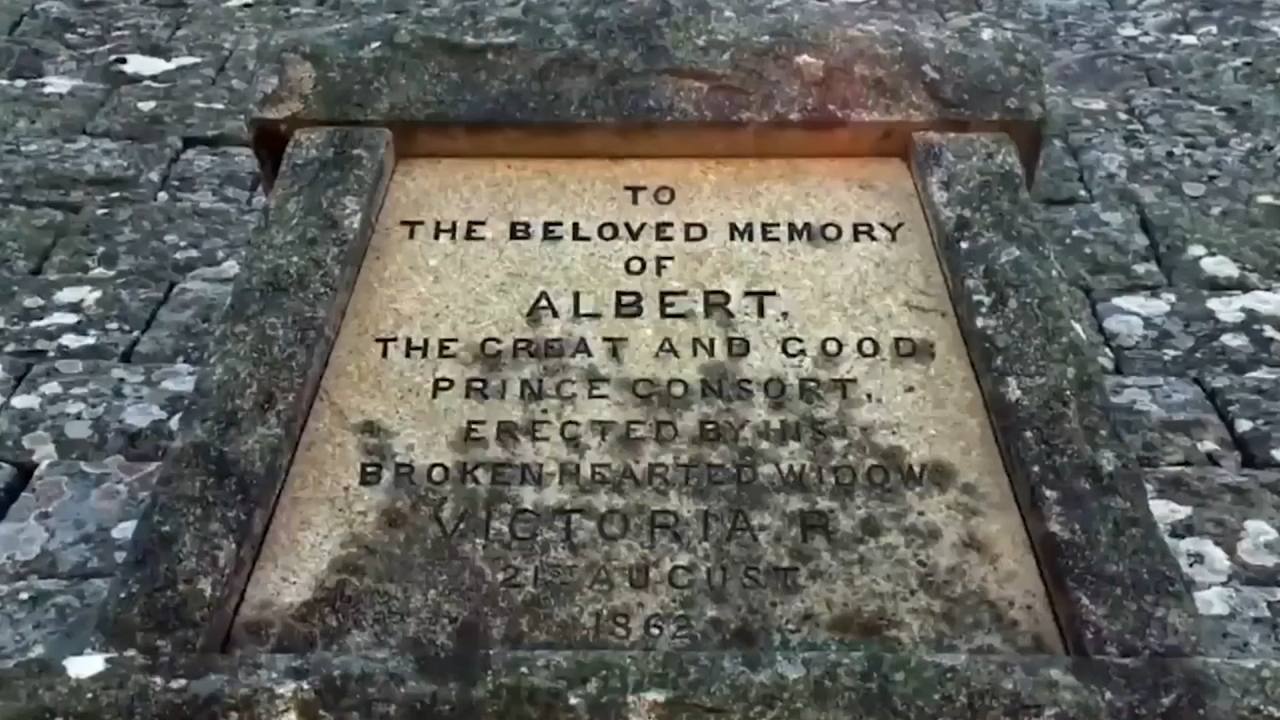 TO
THE BELOVED MEMORY
OF
ALBERT,
THE GREAT AND GOOD;
PRINCE CONSORT,
ERECTED BY HIS
BROKEN-HEARTED WIDOW
VICTORIA R
21ST AUGUST
1862